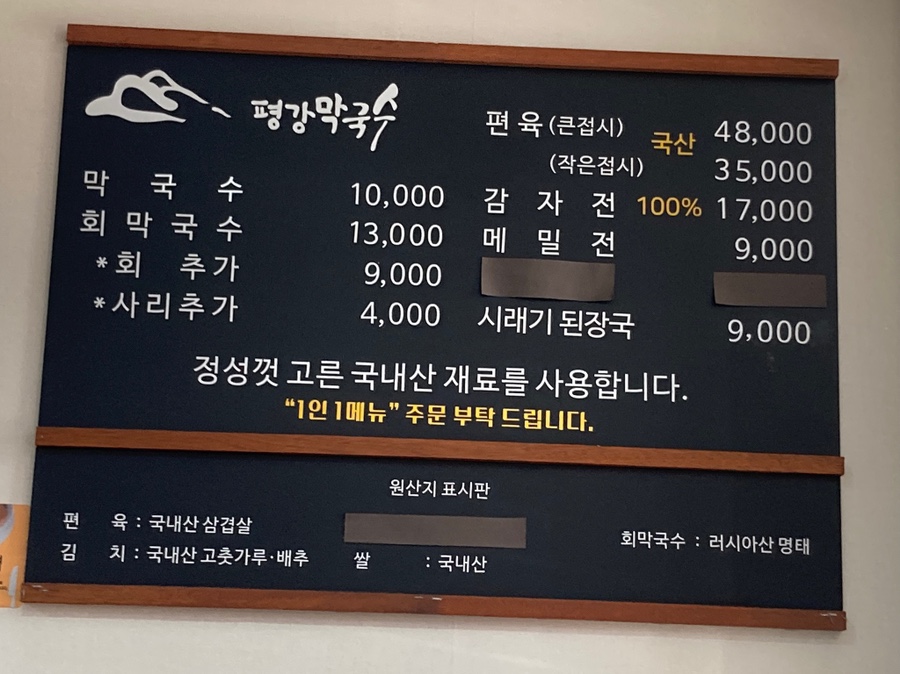 평강막국수
막 국 수 10,000
회 막 국 수 13,000
*회 추가 9,000
*사리추가 4,000
편 육 (큰접시) 국산 48,000
(작은접시) 35,000
감 자 전 100% 17,000
메 밀 전 9,000
시래기 된장국 9,000
정성껏 고른 국내산 재료를 사용합니다.
“1인 1메뉴” 주문 부탁 드립니다.
원산지 표시판
편 육 : 국내산 삼겹살
김 치 : 국내산 고춧가루·배추
쌀 : 국내산
회막국수 : 러시아산 명태